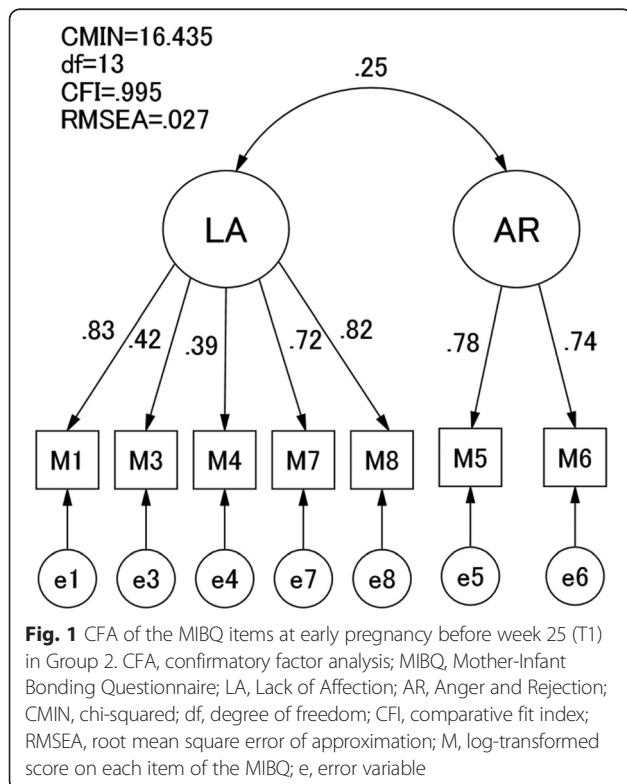 CMIN=16.435
df=13
CFI=.995
RMSEA=.027
.25
LA
AR
.83
.42
.39
.72
.82
.78
.74
M1
M3
M4
M7
M8
M5
M6
e1
e3
e4
e7
e8
e5
e6
Fig. 1 CFA of the MIBQ items at early pregnancy before week 25 (T1)
in Group 2. CFA, confirmatory factor analysis; MIBQ, Mother-Infant
Bonding Questionnaire; LA, Lack of Affection; AR, Anger and Rejection;
CMIN, chi-squared; df, degree of freedom; CFI, comparative fit index;
RMSEA, root mean square error of approximation; M, log-transformed
score on each item of the MIBQ; e, error variable